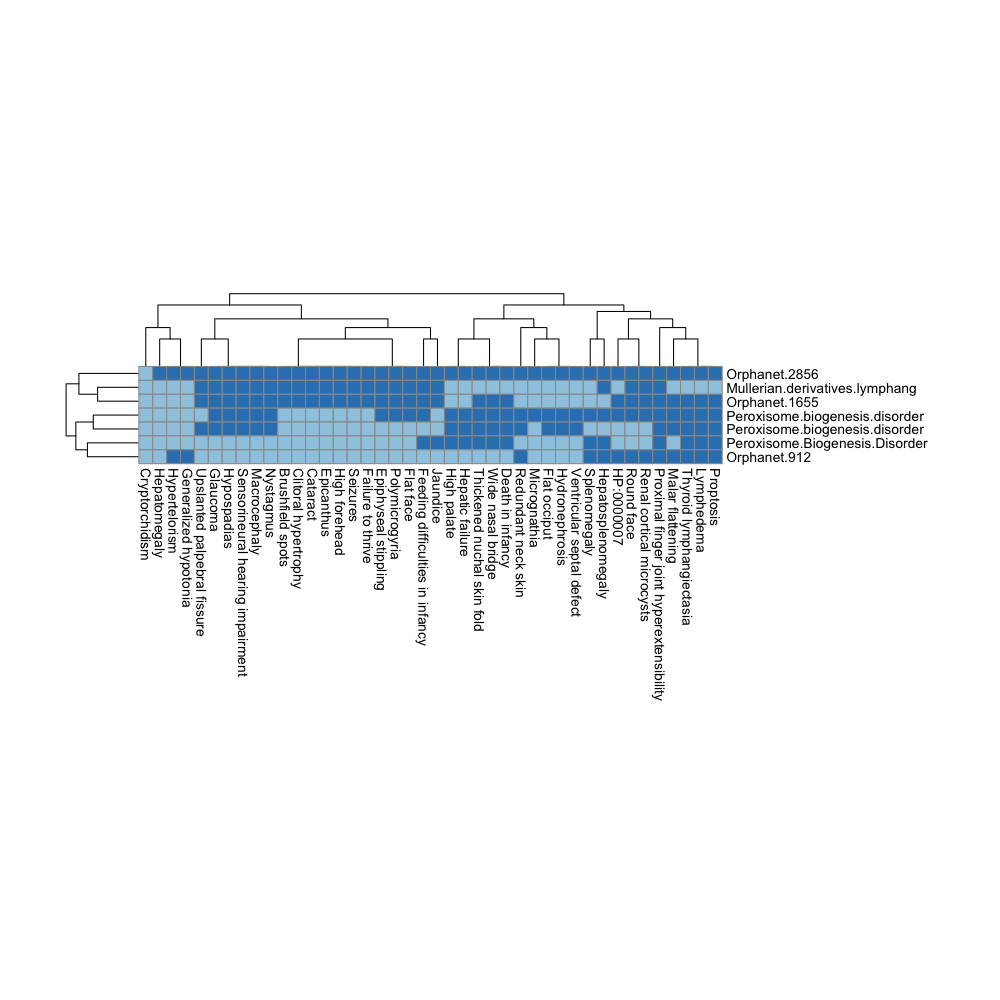 Orphanet.2856
Mullerian.derivatives.lymphang
Orphanet.1655
Peroxisome.biogenesis.disorder
Peroxisome.biogenesis.disorder
Peroxisome.Biogenesis.Disorder
Orphanet.912
Cryptorchidism
Hepatomegaly
Hypertelorism
Generalized hypotonia
Upslanted palpebral fissure
Glaucoma
Hypospadias
Sensorineural hearing impairment
Macrocephaly
Nystagmus
Brushfield spots
Clitoral hypertrophy
Cataract
Epicanthus
High forehead
Seizures
Failure to thrive
Epiphyseal stippling
Polymicrogyria
Flat face
Feeding difficulties in infancy
Jaundice
High palate
Hepatic failure
Thickened nuchal skin fold
Wide nasal bridge
Death in infancy
Redundant neck skin
Micrognathia
Flat occiput
Hydronephrosis
Ventricular septal defect
Splenomegaly
Hepatosplenomegaly
HP:0000007
Round face
Renal cortical microcysts
Proximal finger joint hyperextensibility
Malar flattening
Thyroid lymphangiectasia
Lymphedema
Proptosis